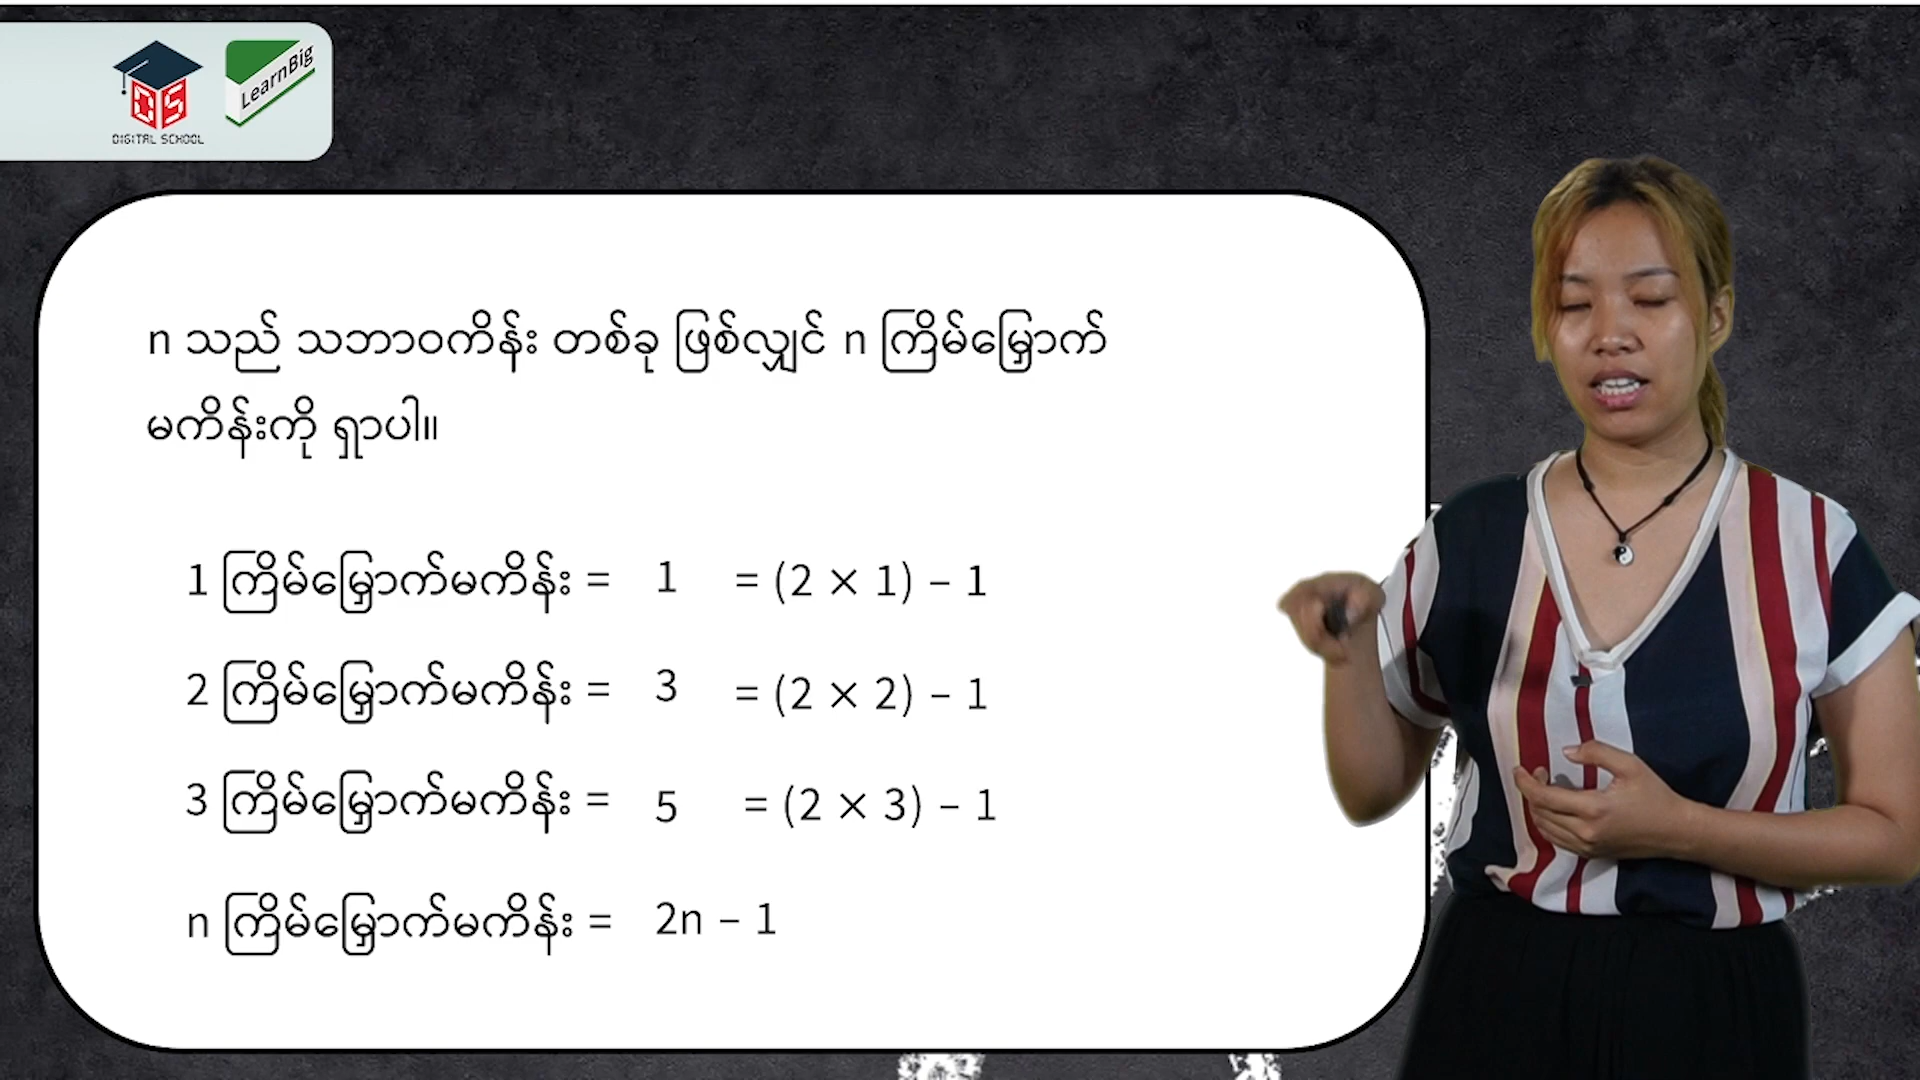 DIGITAL SCHOOL
LearnBig
n သည် သဘာဝကိန်း တစ်ခု ဖြစ်လျှင် n ကြိမ်မြှောက်
မကိန်းကို ရှာပါ။
1 ကြိမ်မြှောက်မကိန်း = 1 = (2 × 1) – 1
2 ကြိမ်မြှောက်မကိန်း = 3 = (2 × 2) – 1
3 ကြိမ်မြှောက်မကိန်း = 5 = (2 × 3) – 1
n ကြိမ်မြှောက်မကိန်း = 2n – 1